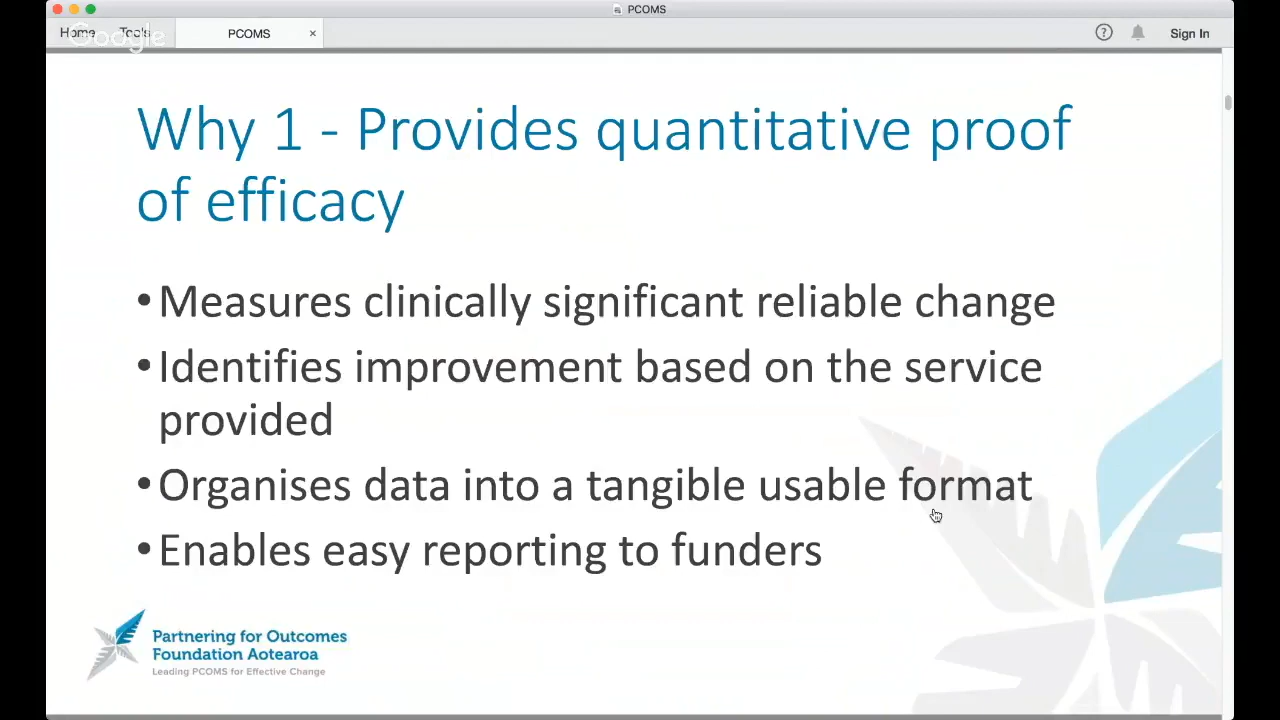 PCOMS
Home Tools PCOMS × ? Sign In
Google
Why 1 - Provides quantitative proof
of efficacy
•Measures clinically significant reliable change
•Identifies improvement based on the service
provided
•Organises data into a tangible usable format
•Enables easy reporting to funders
Partnering for Outcomes
Foundation Aotearoa
Leading PCOMS for Effective Change